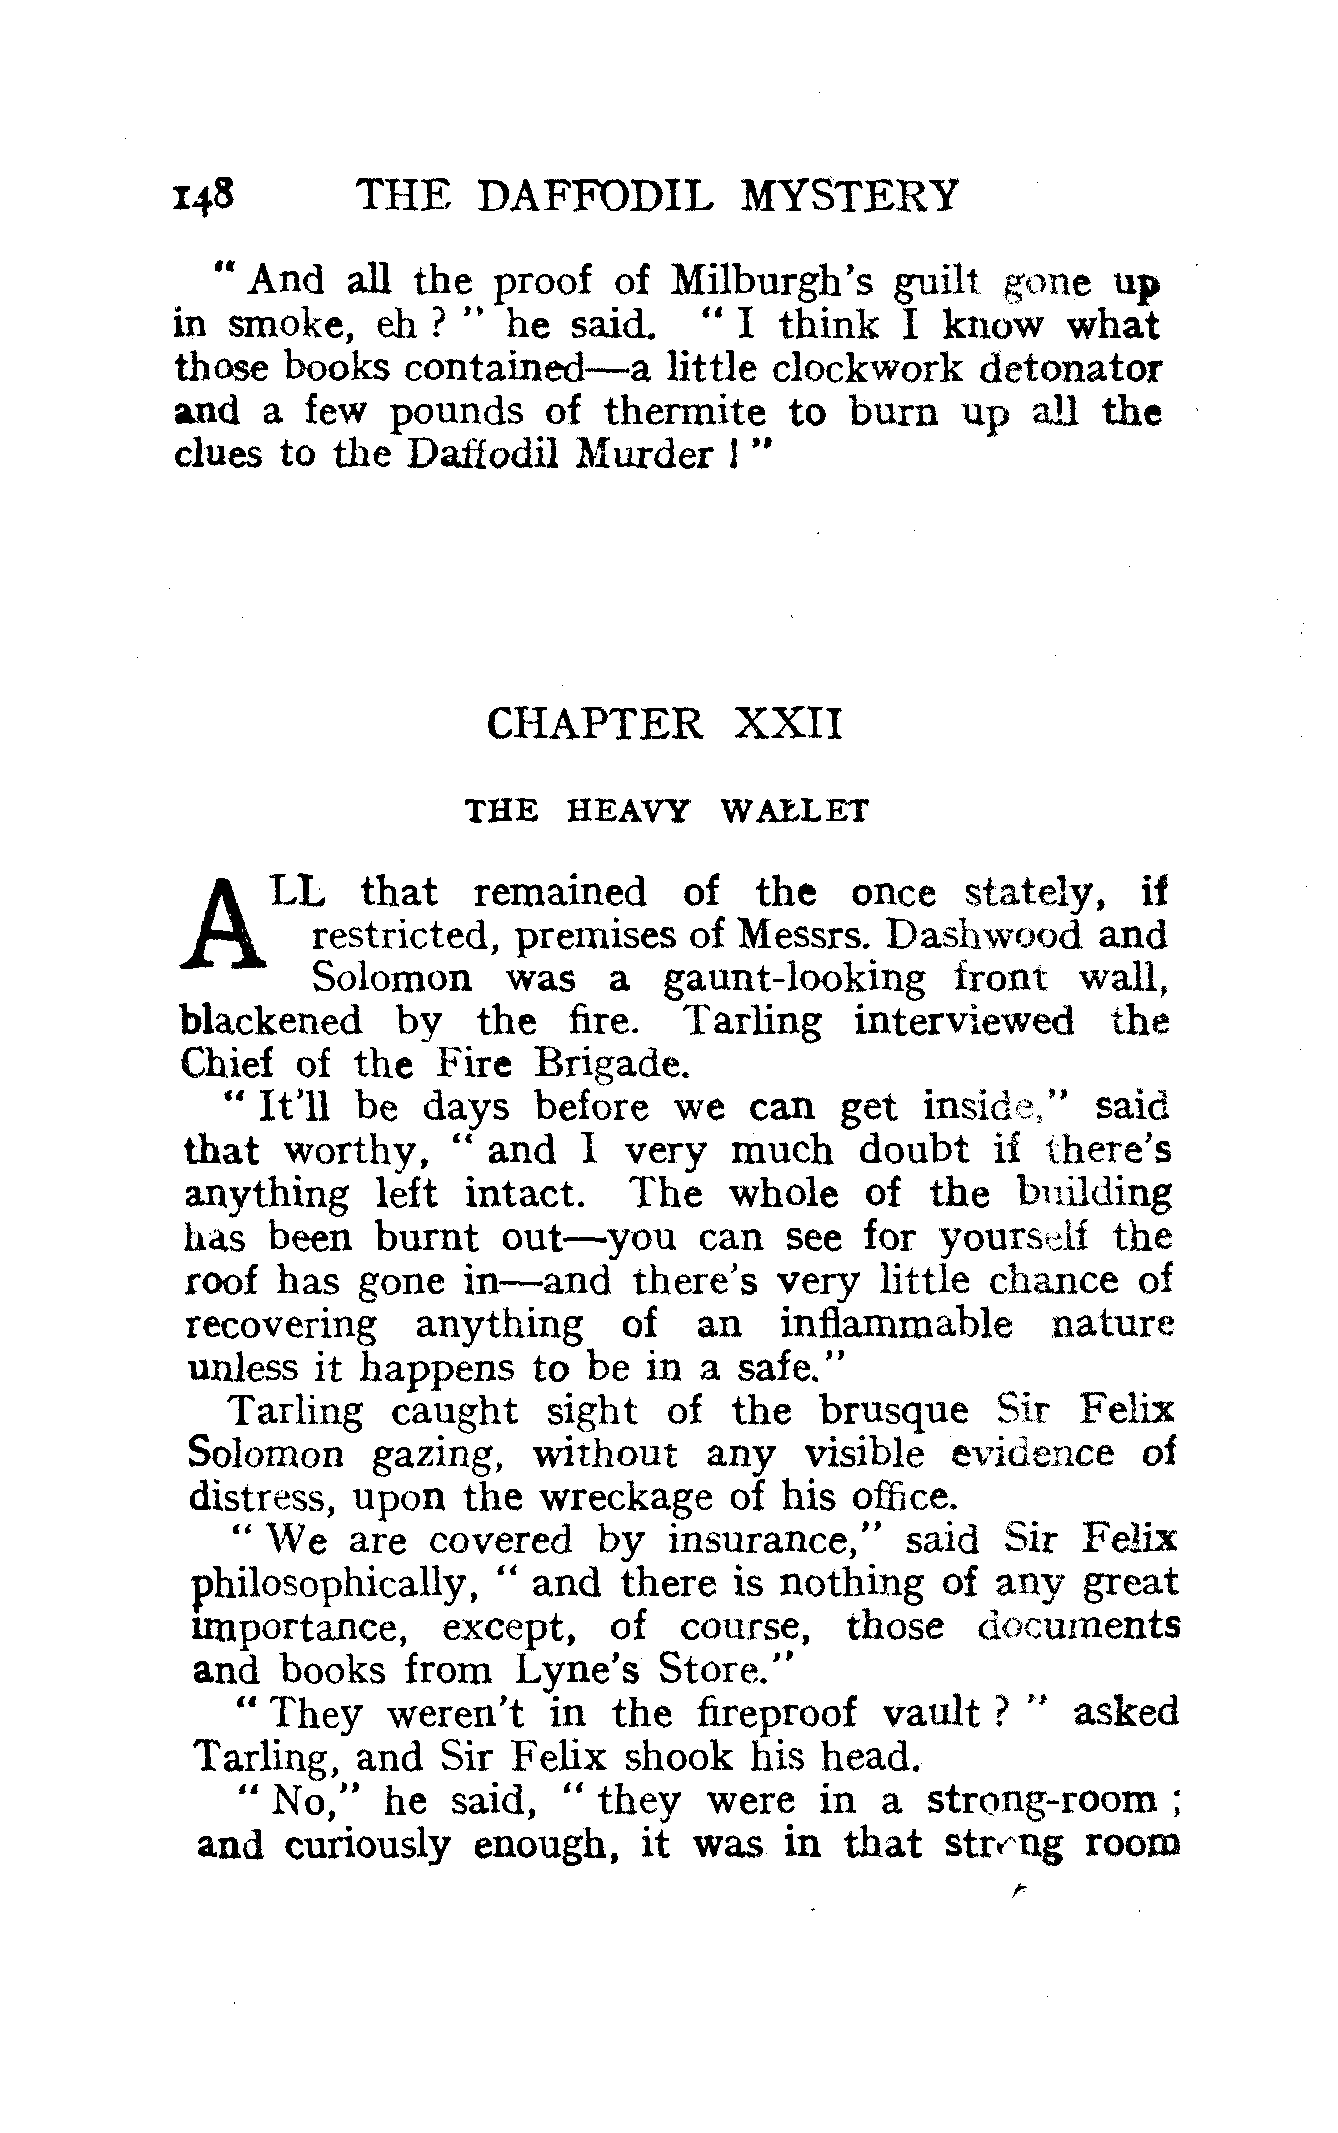 148 THE DAFFODIL MYSTERY
“ And all the proof of Milburgh’s guilt gone up
in smoke, eh ? ” he said. “ I think I know what
those books contained—a little clockwork detonator
and a few pounds of thermite to burn up all the
clues to the Daffodil Murder ! ”
CHAPTER XXII
THE HEAVY WALLET
ALL that remained of the once stately, if
restricted, premises of Messrs. Dashwood and
Solomon was a gaunt-looking front wall,
blackened by the fire. Tarling interviewed the
Chief of the Fire Brigade.
“ It’ll be days before we can get inside,” said
that worthy, “ and I very much doubt if there’s
anything left intact. The whole of the building
has been burnt out—you can see for yourself the
roof has gone in—and there’s very little chance of
recovering anything of an inflammable nature
unless it happens to be in a safe.”
Tarling caught sight of the brusque Sir Felix
Solomon gazing, without any visible evidence of
distress, upon the wreckage of his office.
“ We are covered by insurance,” said Sir Felix
philosophically, “ and there is nothing of any great
importance, except, of course, those documents
and books from Lyne’s Store.”
“ They weren’t in the fireproof vault ? ” asked
Tarling, and Sir Felix shook his head.
“ No,” he said, “ they were in a strong-room ;
and curiously enough, it was in that strong room